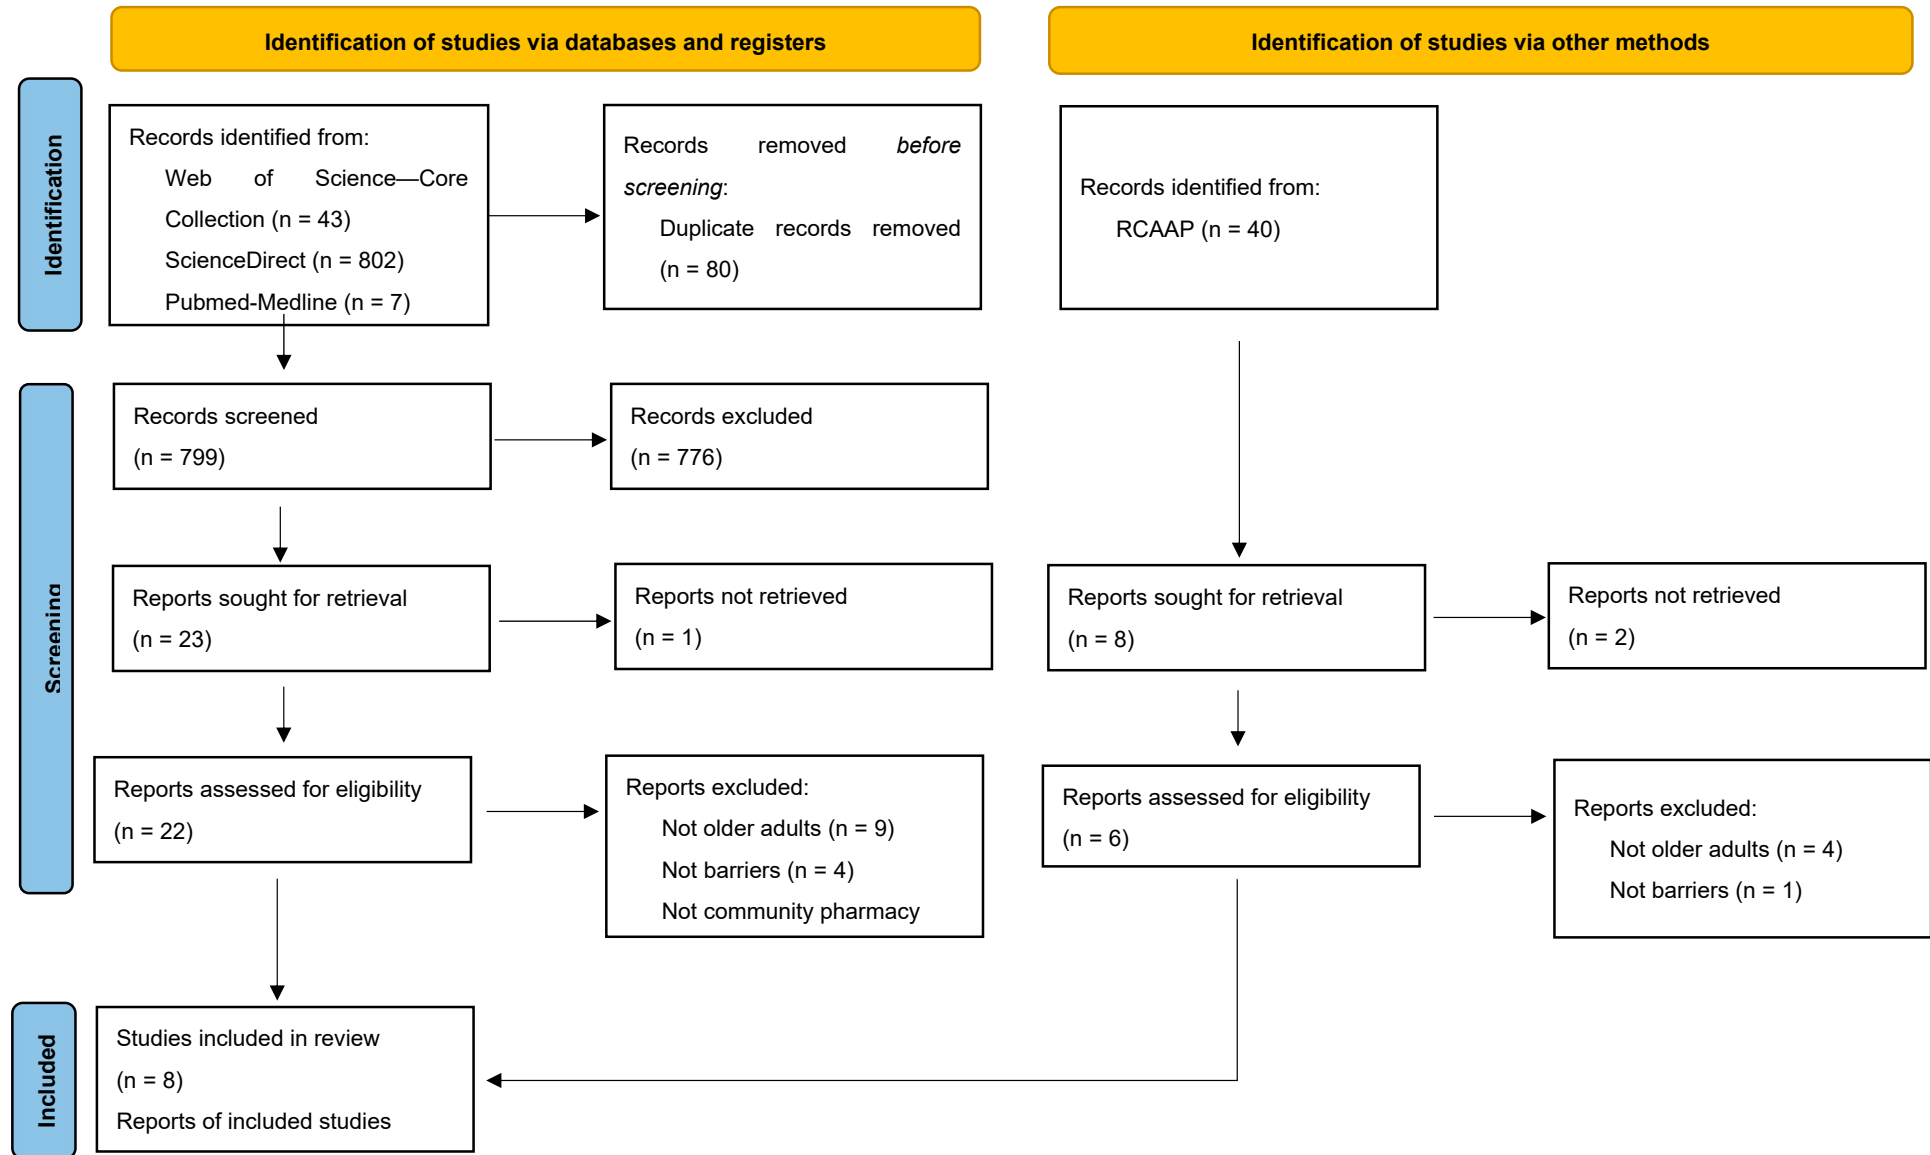 Identification of studies via databases and registers
Identification of studies via other methods
Identification
Records identified from:
Web of Science—Core
Collection (n = 43)
ScienceDirect (n = 802)
Pubmed-Medline (n = 7)
Records removed before
screening:
Duplicate records removed
(n = 80)
Records identified from:
RCAAP (n = 40)
Screening
Records screened
(n = 799)
Records excluded
(n = 776)
Reports sought for retrieval
(n = 23)
Reports not retrieved
(n = 1)
Reports sought for retrieval
(n = 8)
Reports not retrieved
(n = 2)
Reports assessed for eligibility
(n = 22)
Reports excluded:
Not older adults (n = 9)
Not barriers (n = 4)
Not community pharmacy
Reports assessed for eligibility
(n = 6)
Reports excluded:
Not older adults (n = 4)
Not barriers (n = 1)
Included
Studies included in review
(n = 8)
Reports of included studies